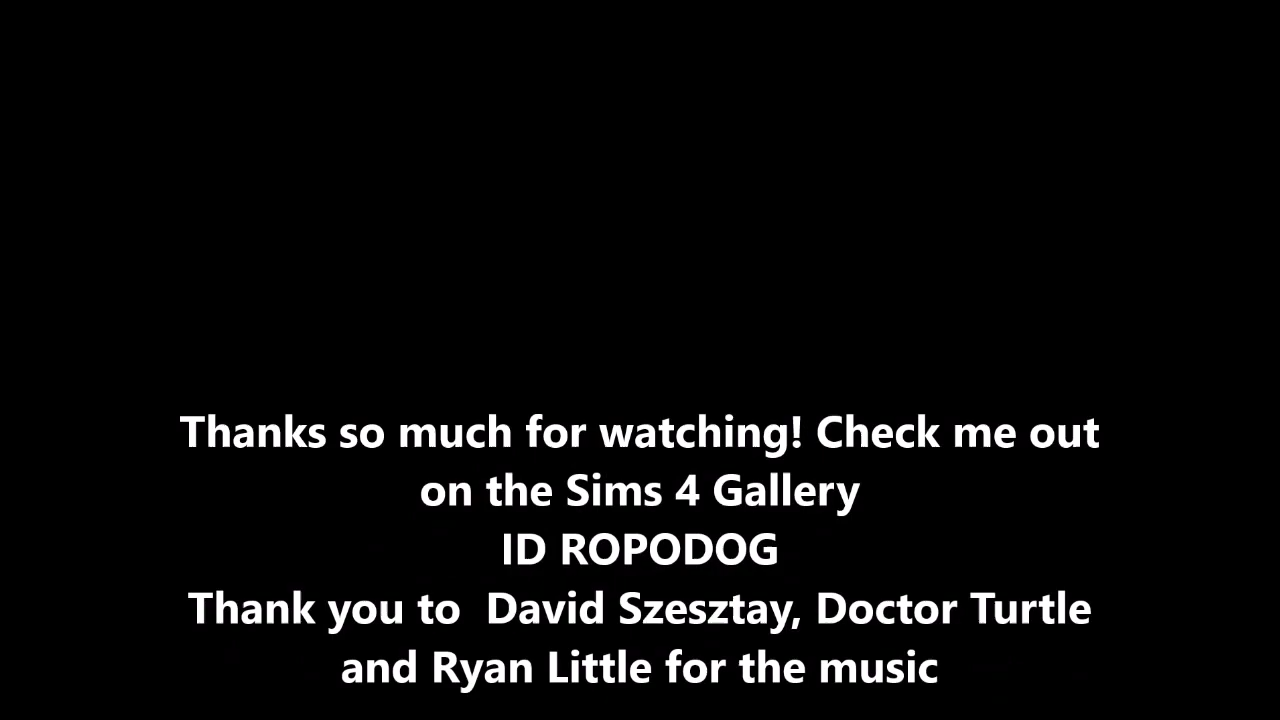 Thanks so much for watching! Check me out
on the Sims 4 Gallery
ID ROPODOG
Thank you to  David Szesztay, Doctor Turtle
and Ryan Little for the music